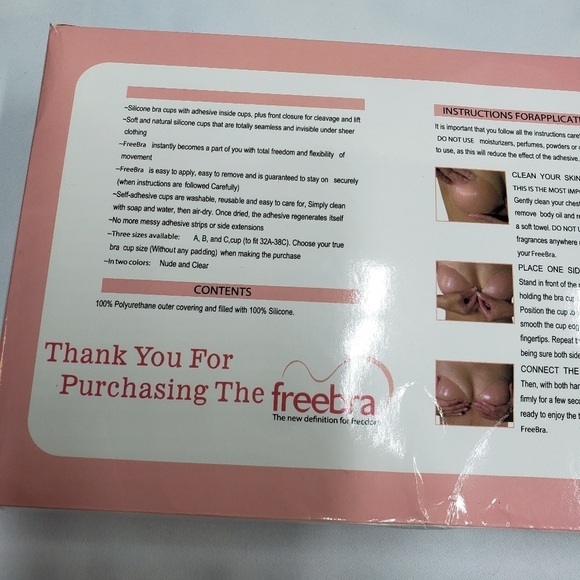 ~Silicone bra cups with adhesive inside cups, plus front closure for cleavage and lift
~Soft and natural silicone cups that are totally seamless and invisible under sheer
clothing
~FreeBra instantly becomes a part of you with total freedom and flexibility of
movement
~FreeBra is easy to apply, easy to remove and is guaranteed to stay on securely
(when instructions are followed Carefully)
~Self-adhesive cups are washable, reusable and easy to care for, Simply clean
with soap and water, then air-dry. Once dried, the adhesive regenerates itself
~No more messy adhesive strips or side extensions
~Three sizes available: A, B, and C,cup (to fit 32A-38C). Choose your true
bra cup size (Without any padding) when making the purchase
~In two colors: Nude and Clear
CONTENTS
100% Polyurethane outer covering and filled with 100% Silicone.
Thank You For
Purchasing The freebra
The new definition for freedom
INSTRUCTIONS FORAPPLICATI
It is important that you follow all the instructions care
DO NOT USE moisturizers, perfumes, powders or
to use, as this will reduce the effect of the adhesive.
CLEAN YOUR SKIN
THIS IS THE MOST IMP
Gently clean your chest
remove body oil and
a soft towel. DO NOT
fragrances anywhere
your FreeBra.
PLACE ONE SID
Stand in front of the
holding the bra cup
Position the cup to
smooth the cup edg
fingertips. Repeat t
being sure both side
CONNECT THE
Then, with both han
firmly for a few seco
ready to enjoy the
FreeBra.